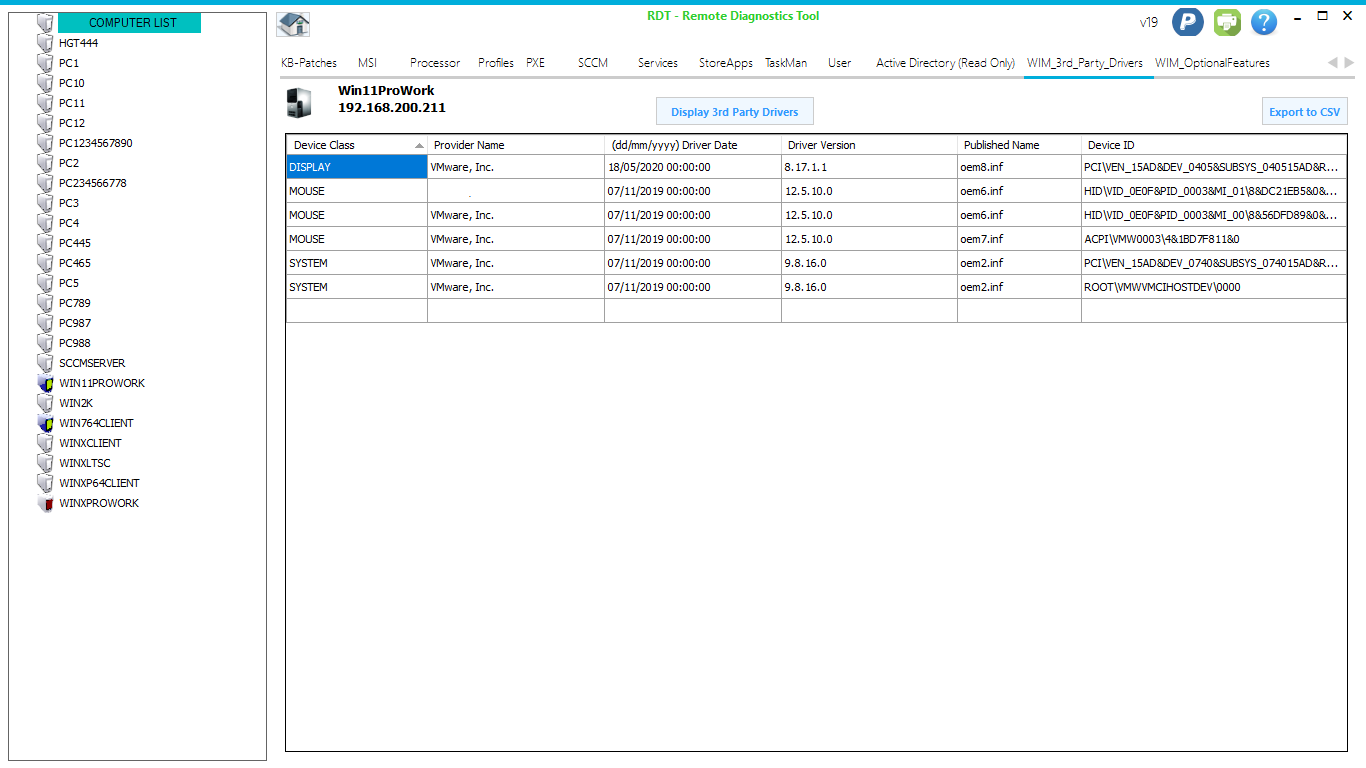 COMPUTER LIST
HGT444
PC1
PC10
PC11
PC12
PC1234567890
PC2
PC234566778
PC3
PC4
PC445
PC465
PC5
PC789
PC987
PC988
SCCMSERVER
WIN11PROWORK
WIN2K
WIN764CLIENT
WINXCLIENT
WINXLTSC
WINXP64CLIENT
WINXPROWORK
RDT - Remote Diagnostics Tool
v19 P ?
KB-Patches MSI Processor Profiles PXE SCCM Services StoreApps TaskMan User Active Directory (Read Only) WIM_3rd_Party_Drivers WIM_OptionalFeatures
Win11ProWork
192.168.200.211
Display 3rd Party Drivers
Export to CSV
Device Class Provider Name (dd/mm/yyyy) Driver Date Driver Version Published Name Device ID
DISPLAY VMware, Inc. 18/05/2020 00:00:00 8.17.1.1 oem8.inf PCI\VEN_15AD&DEV_0405&SUBSYS_040515AD&R...
MOUSE 07/11/2019 00:00:00 12.5.10.0 oem6.inf HID\VID_0E0F&PID_0003&MI_01\8&DC21EB5&0&...
MOUSE VMware, Inc. 07/11/2019 00:00:00 12.5.10.0 oem6.inf HID\VID_0E0F&PID_0003&MI_00\8&56DFD89&0&...
MOUSE VMware, Inc. 07/11/2019 00:00:00 12.5.10.0 oem7.inf ACPI\VMW0003\4&1BD7F811&0
SYSTEM VMware, Inc. 07/11/2019 00:00:00 9.8.16.0 oem2.inf PCI\VEN_15AD&DEV_0740&SUBSYS_074015AD&R...
SYSTEM VMware, Inc. 07/11/2019 00:00:00 9.8.16.0 oem2.inf ROOT\VMWVMCIHOSTDEV\0000